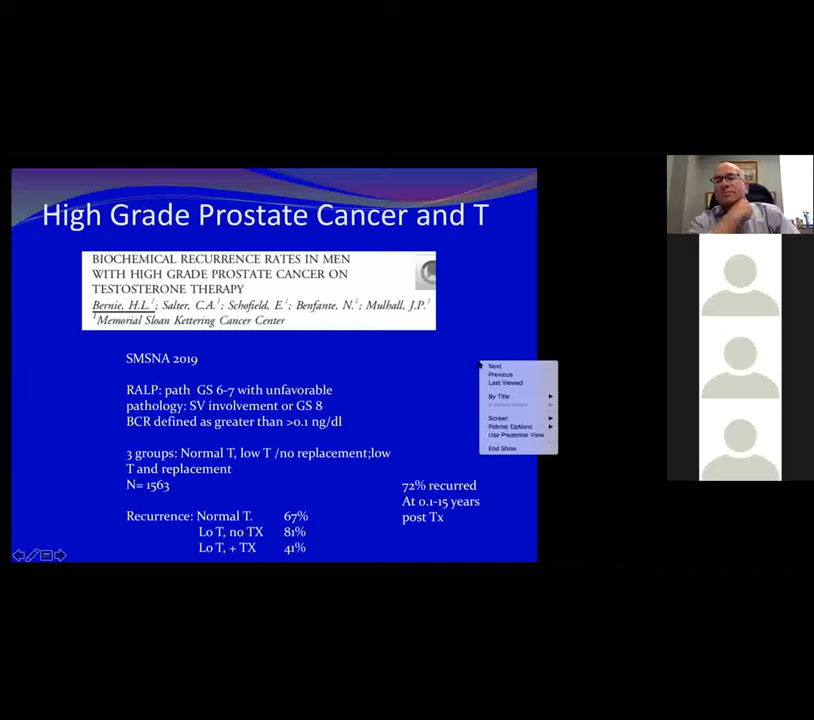 High Grade Prostate Cancer and T
BIOCHEMICAL RECURRENCE RATES IN MEN
WITH HIGH GRADE PROSTATE CANCER ON
TESTOSTERONE THERAPY
Bernie, H.L.¹; Salter, C.A.¹; Schofield, E.¹; Benfante, N.¹; Mulhall, J.P.¹
¹Memorial Sloan Kettering Cancer Center
SMSNA 2019
RALP: path GS 6-7 with unfavorable
pathology: SV involvement or GS 8
BCR defined as greater than >0.1 ng/dl
3 groups: Normal T, low T /no replacement;low
T and replacement
N= 1563
Recurrence: Normal T. 67%
Lo T, no TX 81%
Lo T, + TX 41%
72% recurred
At 0.1-15 years
post Tx
Next
Previous
Last Viewed
By Title
Screen
Pointer Options
Use Presenter View
End Show